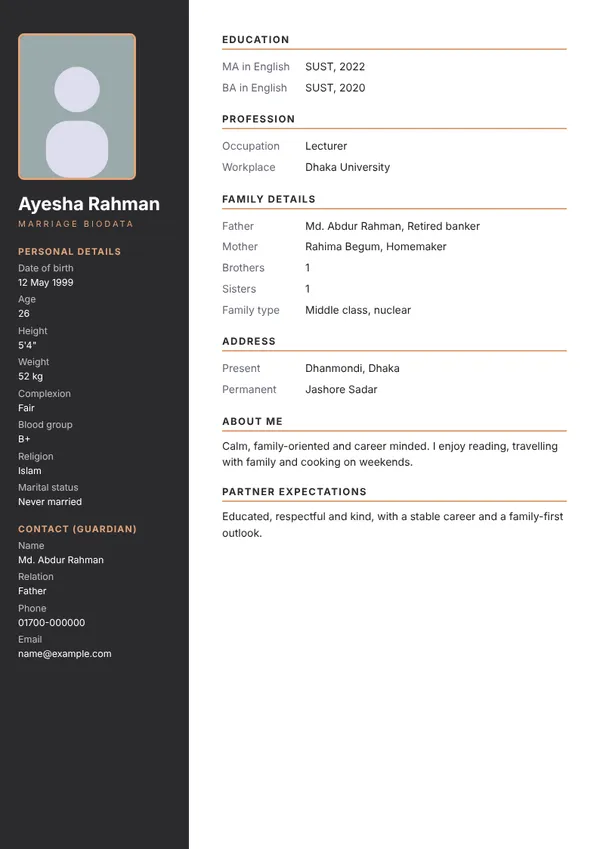 Ayesha Rahman
MARRIAGE BIODATA
PERSONAL DETAILS
Date of birth
12 May 1999
Age
26
Height
5'4"
Weight
52 kg
Complexion
Fair
Blood group
B+
Religion
Islam
Marital status
Never married
CONTACT (GUARDIAN)
Name
Md. Abdur Rahman
Relation
Father
Phone
01700-000000
Email
name@example.com
EDUCATION
MA in English SUST, 2022
BA in English SUST, 2020
PROFESSION
Occupation Lecturer
Workplace Dhaka University
FAMILY DETAILS
Father Md. Abdur Rahman, Retired banker
Mother Rahima Begum, Homemaker
Brothers 1
Sisters 1
Family type Middle class, nuclear
ADDRESS
Present Dhanmondi, Dhaka
Permanent Jashore Sadar
ABOUT ME
Calm, family-oriented and career minded. I enjoy reading, travelling
with family and cooking on weekends.
PARTNER EXPECTATIONS
Educated, respectful and kind, with a stable career and a family-first
outlook.